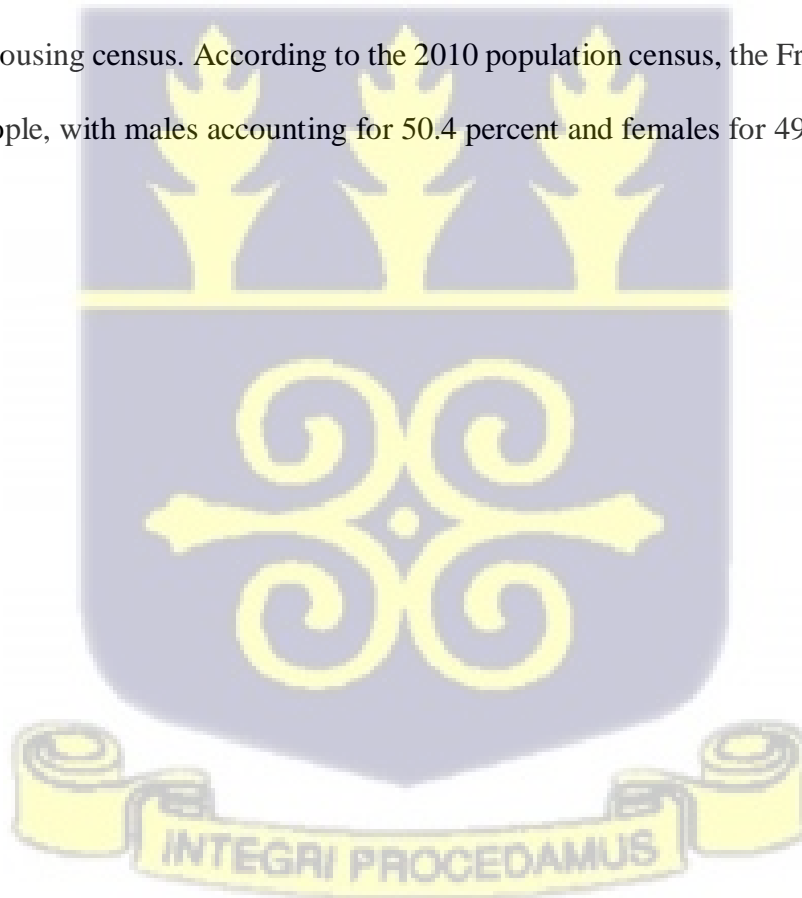 ousing census. According to the 2010 population census, the Fr
ople, with males accounting for 50.4 percent and females for 49
INTEGRI PROCEDAMUS